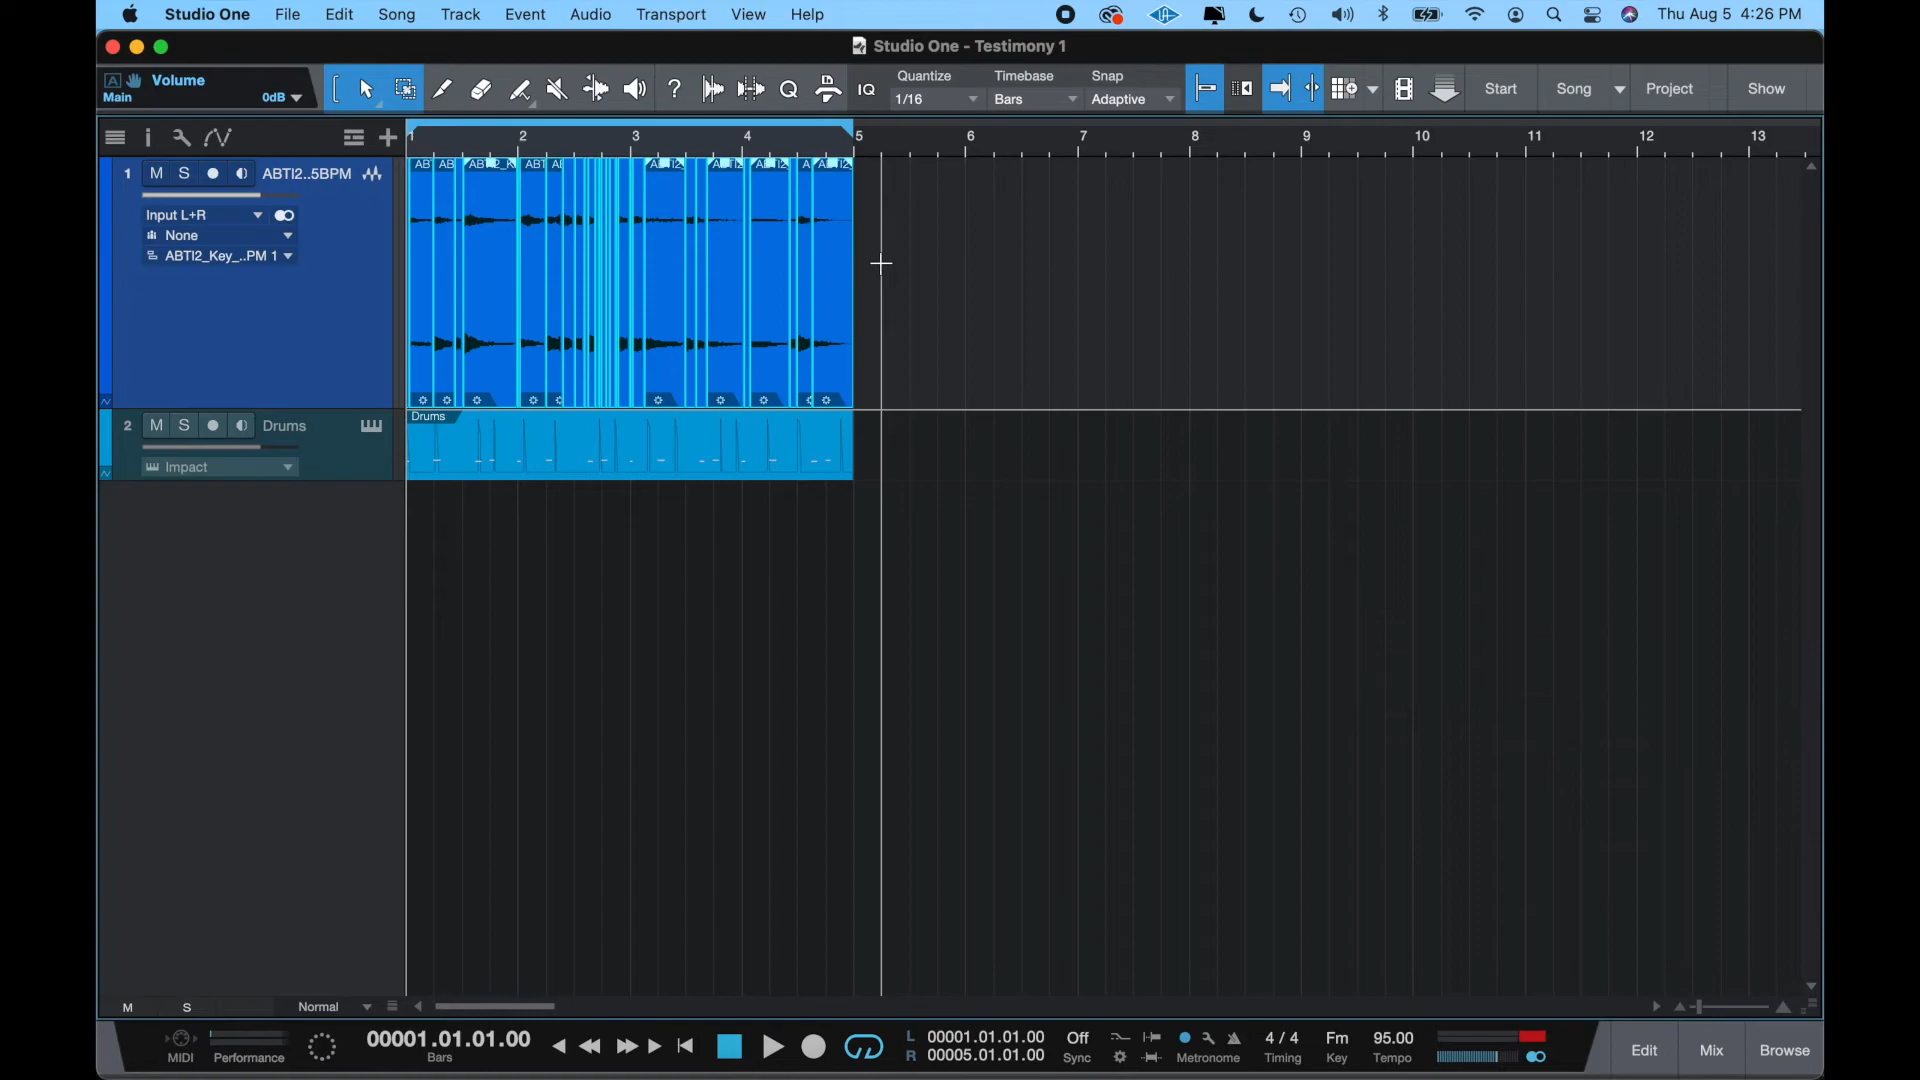 Studio One File Edit Song Track Event Audio Transport View Help Thu Aug 5 4:26 PM
Studio One - Testimony 1
A Volume
Main 0dB
Quantize Timebase Snap
1/16 Bars Adaptive
IQ Start Song Project Show
1 2 3 4 5 6 7 8 9 10 11 12 13
1 M S ABTI2..5BPM
Input L+R
None
ABTI2_Key_..PM 1
2 M S Drums
Impact
Drums
M S Normal
00001.01.01.00
Bars
MIDI Performance
L 00001.01.01.00
R 00005.01.01.00
Off
Sync
Metronome
4 / 4
Timing
Fm
Key
95.00
Tempo
Edit Mix Browse